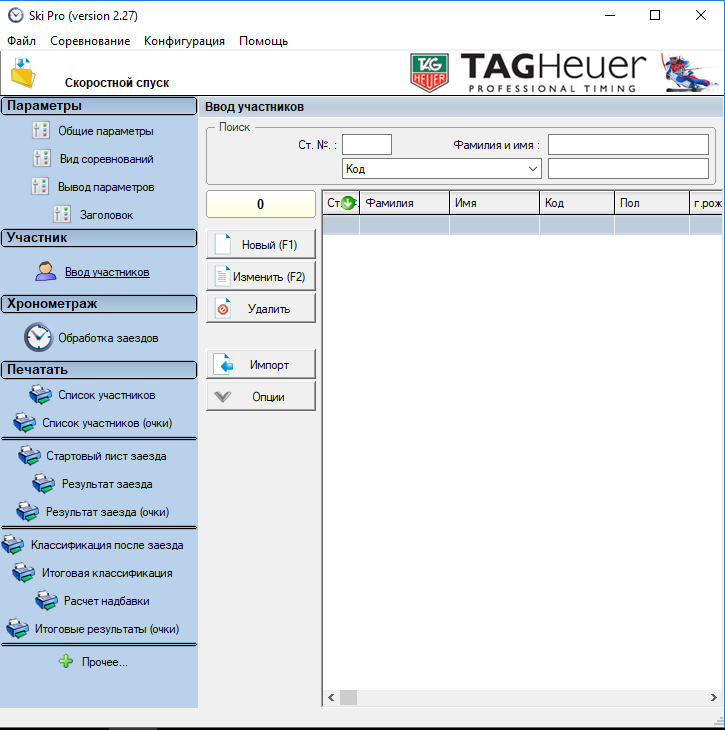 Ski Pro (version 2.27)
Файл Соревнование Конфигурация Помощь
Скоростной спуск
TAG
HEUER
TAGHeuer
PROFESSIONAL TIMING
Параметры
Общие параметры
Вид соревнований
Вывод параметров
Заголовок
Участник
Ввод участников
Хронометраж
Обработка заездов
Печатать
Список участников
Список участников (очки)
Стартовый лист заезда
Результат заезда
Результат заезда (очки)
Классификация после заезда
Итоговая классификация
Расчет надбавки
Итоговые результаты (очки)
Прочее...
Ввод участников
Поиск
Ст. №. : Фамилия и имя :
Код
0
Новый (F1)
Изменить (F2)
Удалить
Импорт
Опции
Ст. Фамилия Имя Код Пол г.рож